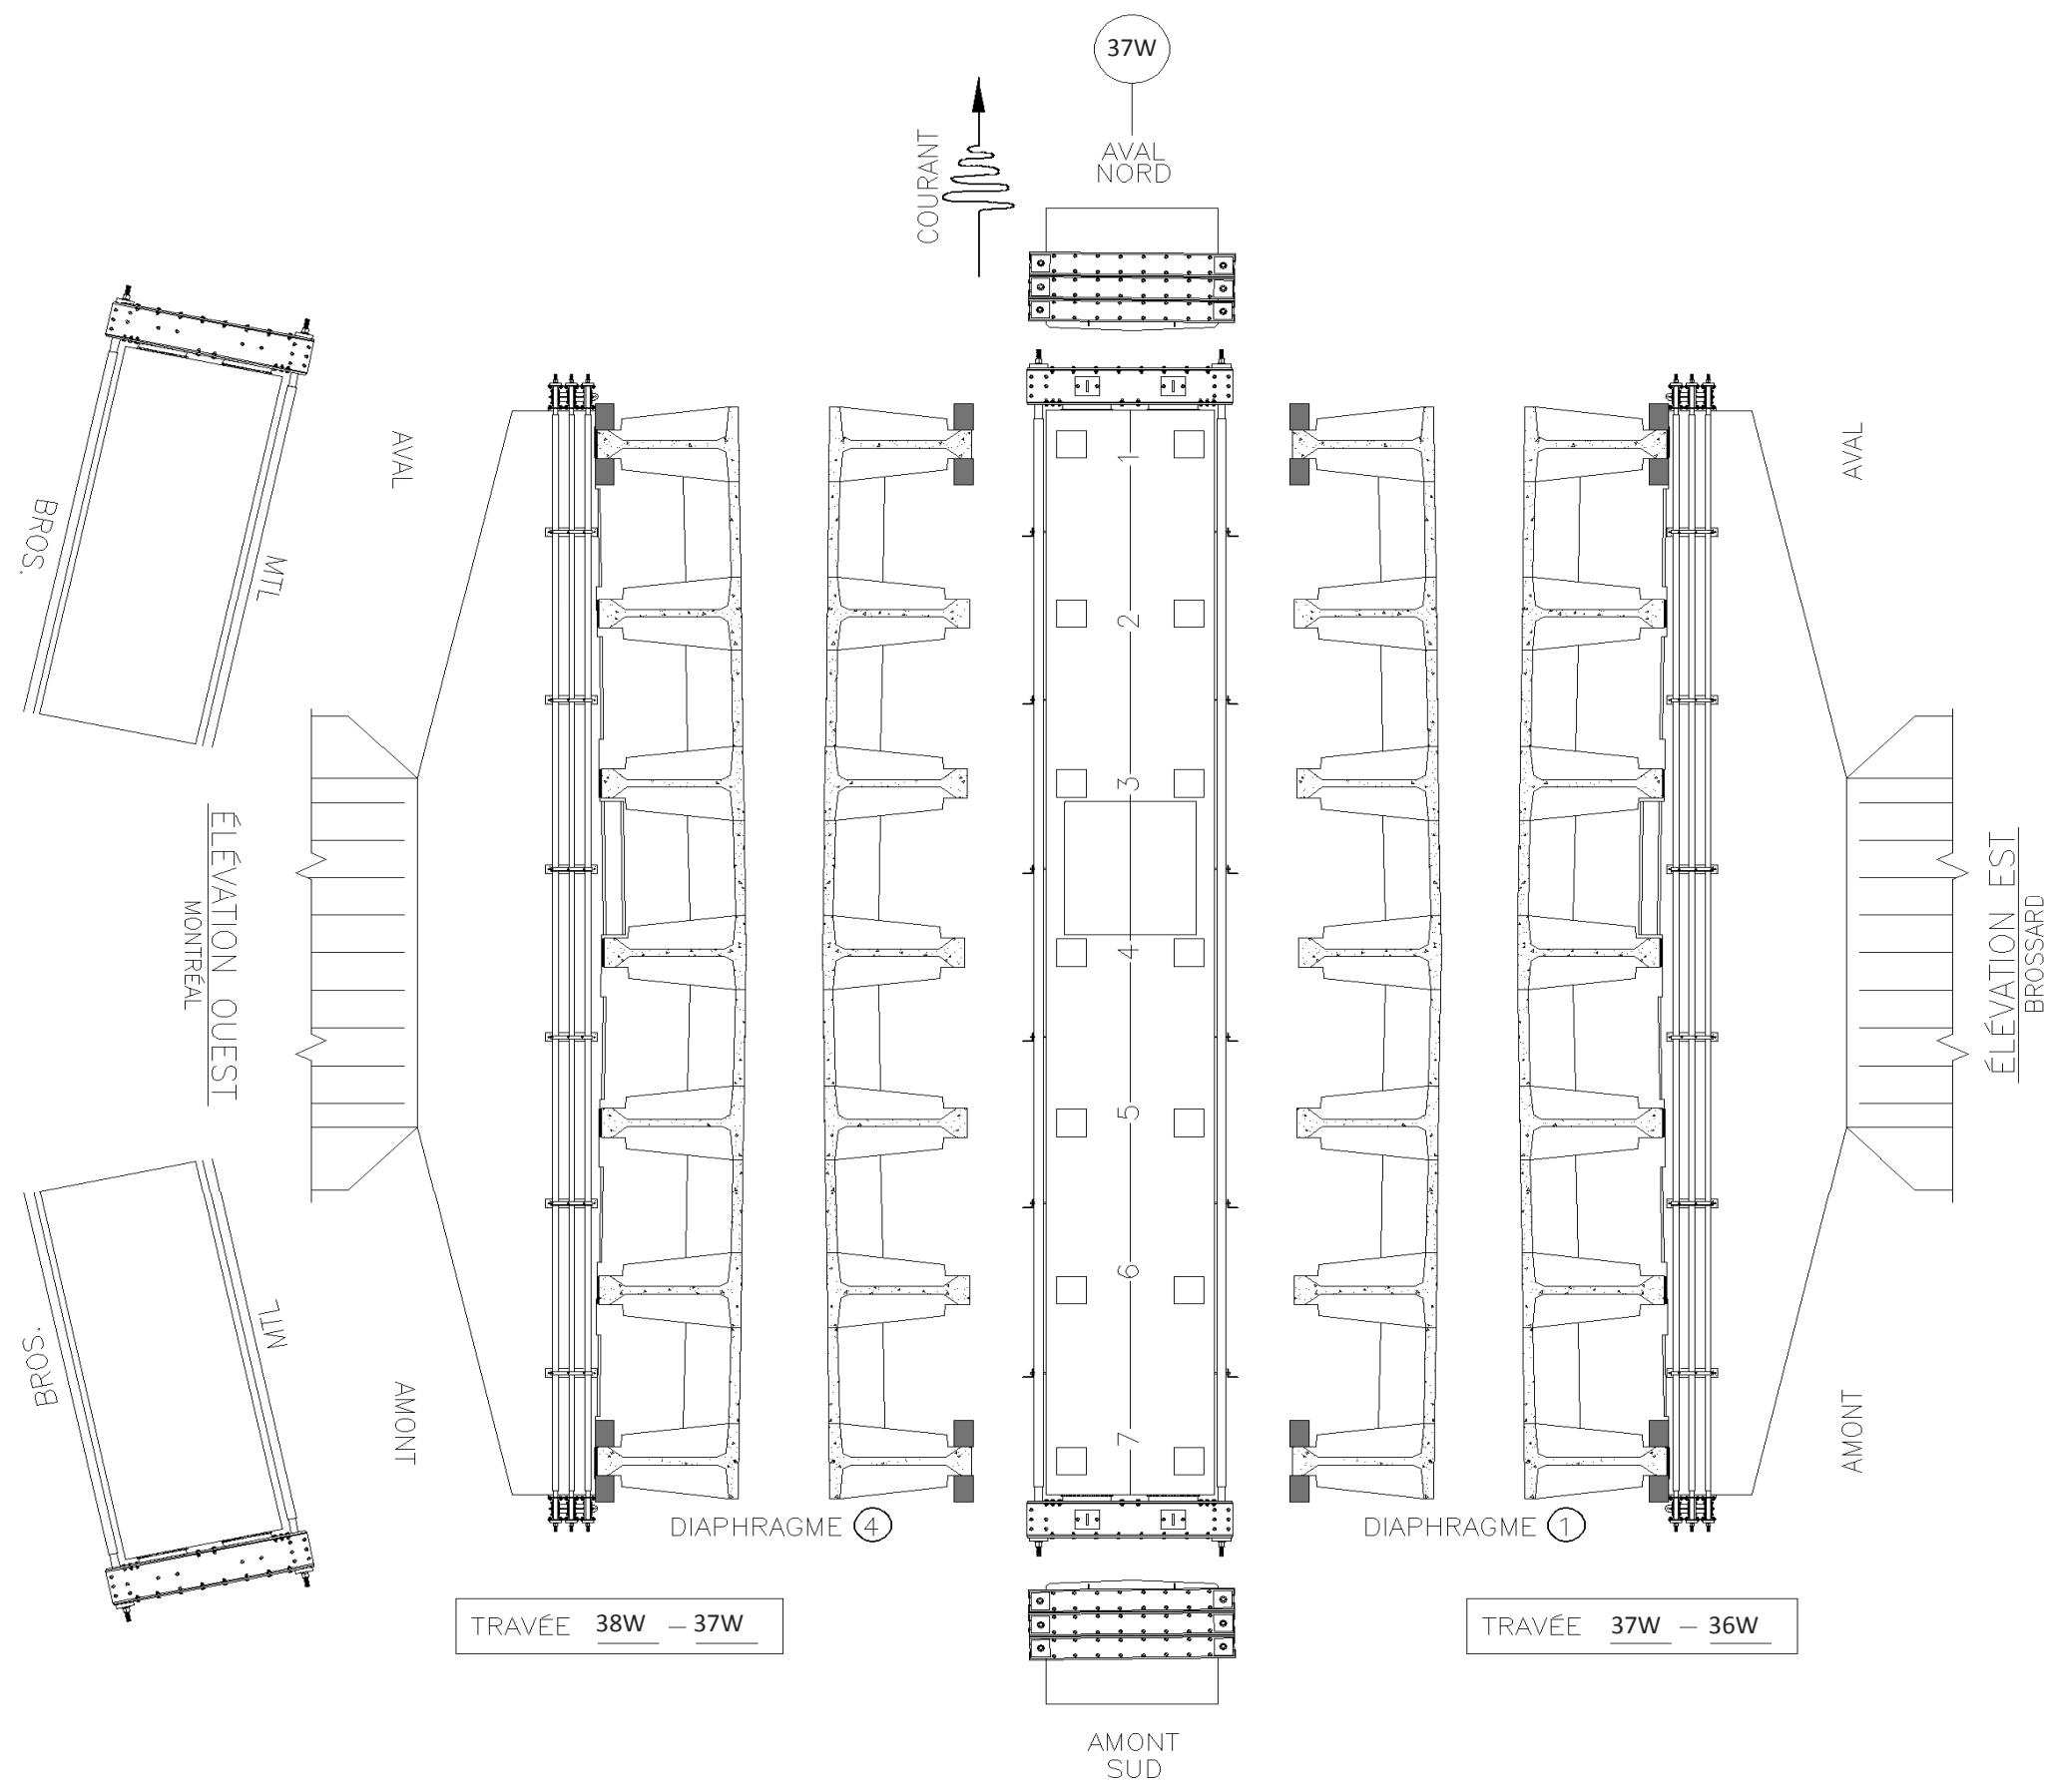 37W
AVAL
NORD
COURANT
BROS.
MTL
AVAL
AVAL
1
2
3
4
5
6
7
ÉLÉVATION OUEST
MONTRÉAL
ÉLÉVATION EST
BROSSARD
BROS.
MTL
AMONT
AMONT
DIAPHRAGME 4
DIAPHRAGME 1
TRAVÉE 38W – 37W
TRAVÉE 37W – 36W
AMONT
SUD